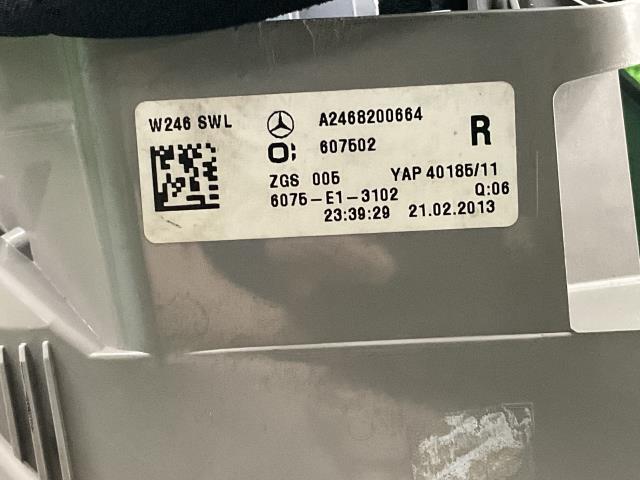 W246 SWL
A2468200664
607502
R
ZGS 005
YAP 40185/11
6075-E1-3102
Q:06
23:39:29 21.02.2013